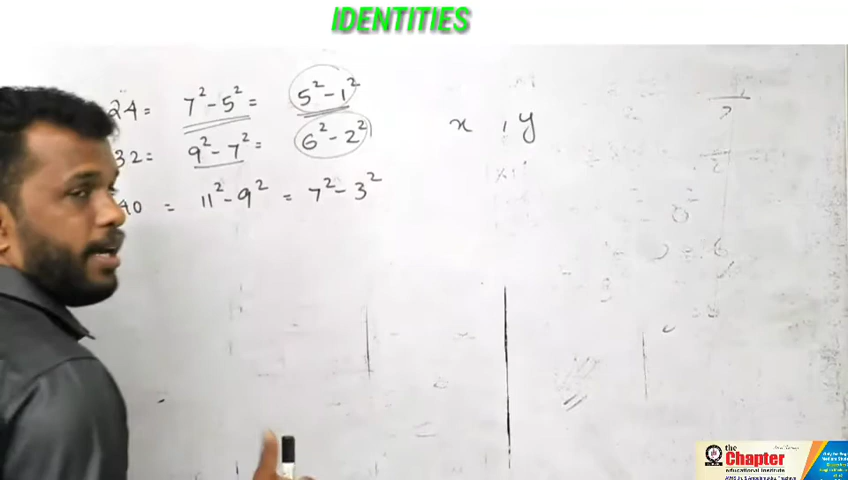 IDENTITIES
24 = 7² - 5² = 5² - 1²
32 = 9² - 7² = 6² - 2²
40 = 11² - 9² = 7² - 3²
x , y
the
Chapter
educational institute